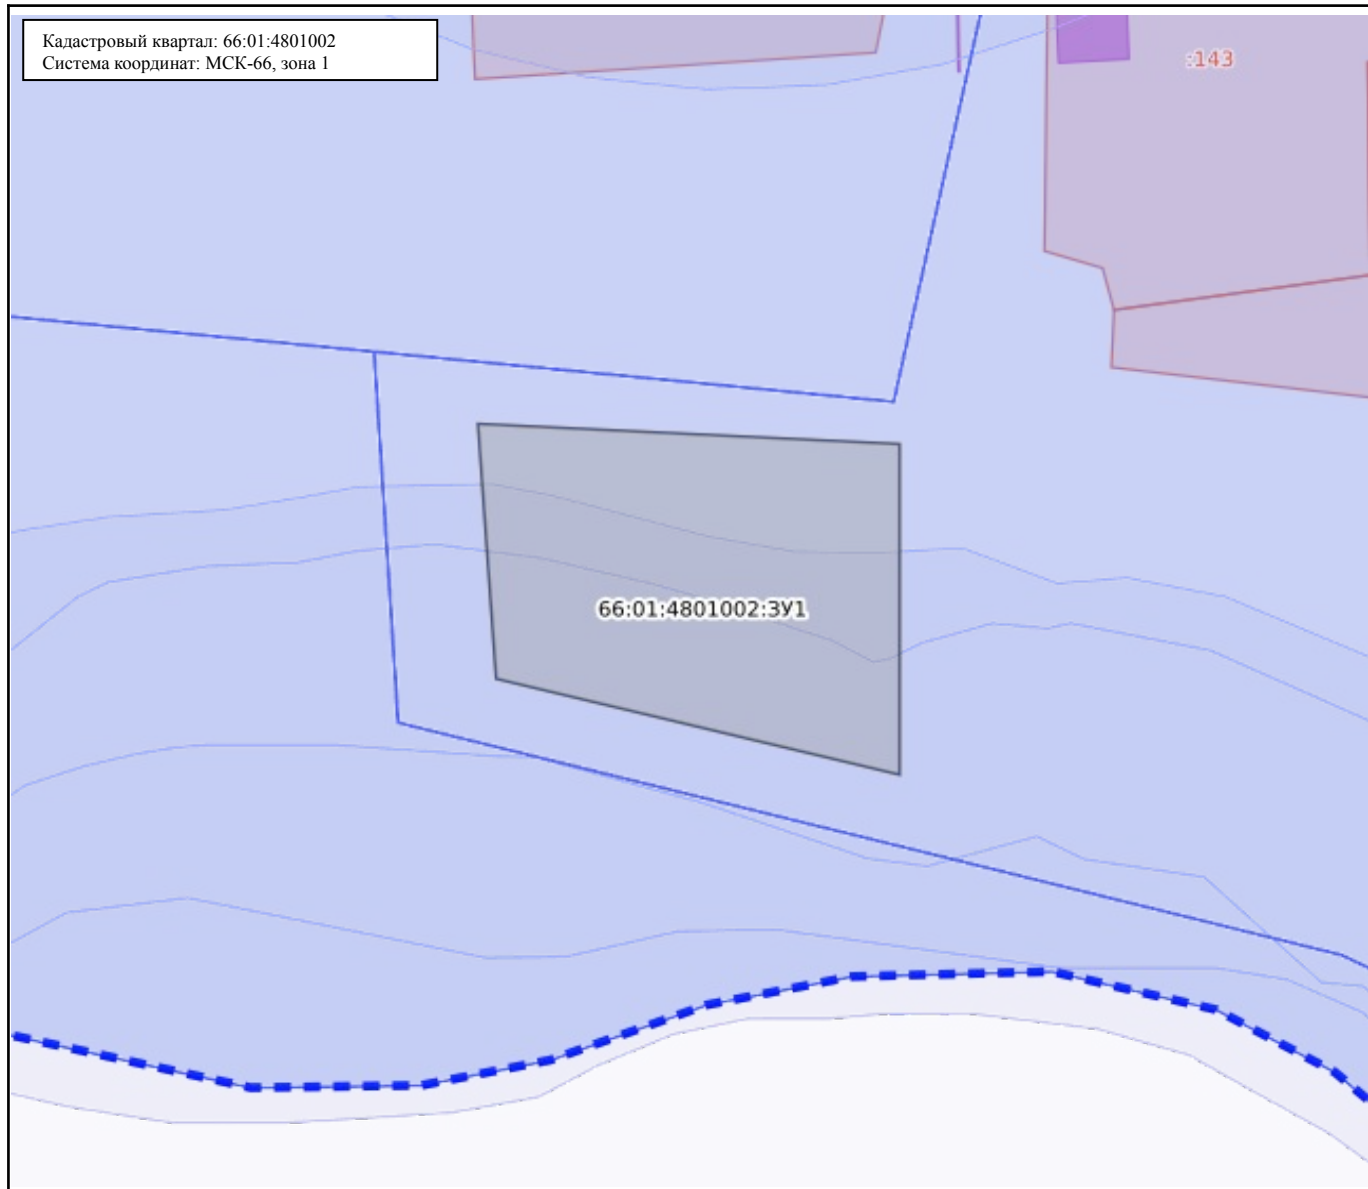 Кадастровый квартал: 66:01:4801002
Система координат: МСК-66, зона 1
:143
66:01:4801002:ЗУ1